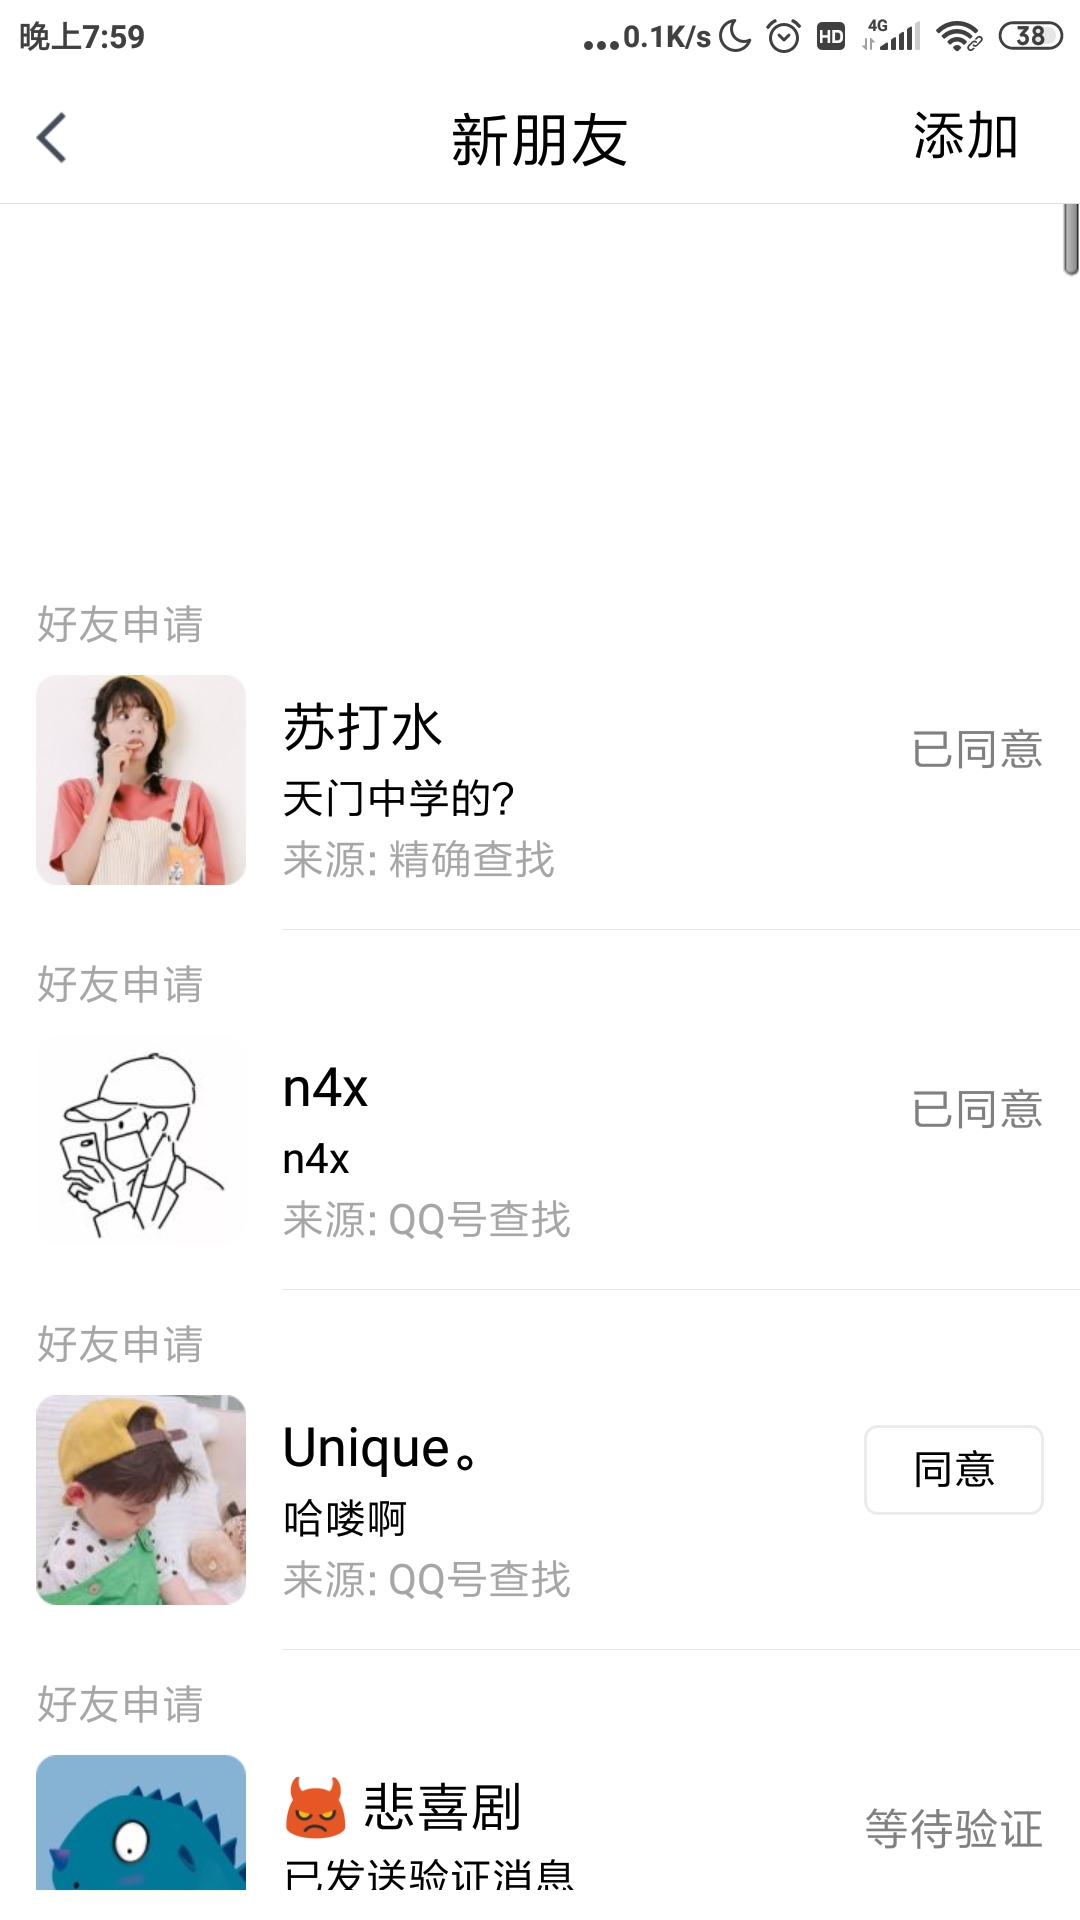 晚上7:59
...0.1K/s HD 4G 38
新朋友
添加
好友申请
苏打水
已同意
天门中学的?
来源: 精确查找
好友申请
n4x
已同意
n4x
来源: QQ号查找
好友申请
Unique。
同意
哈喽啊
来源: QQ号查找
好友申请
👿 悲喜剧
等待验证
已发送验证消息